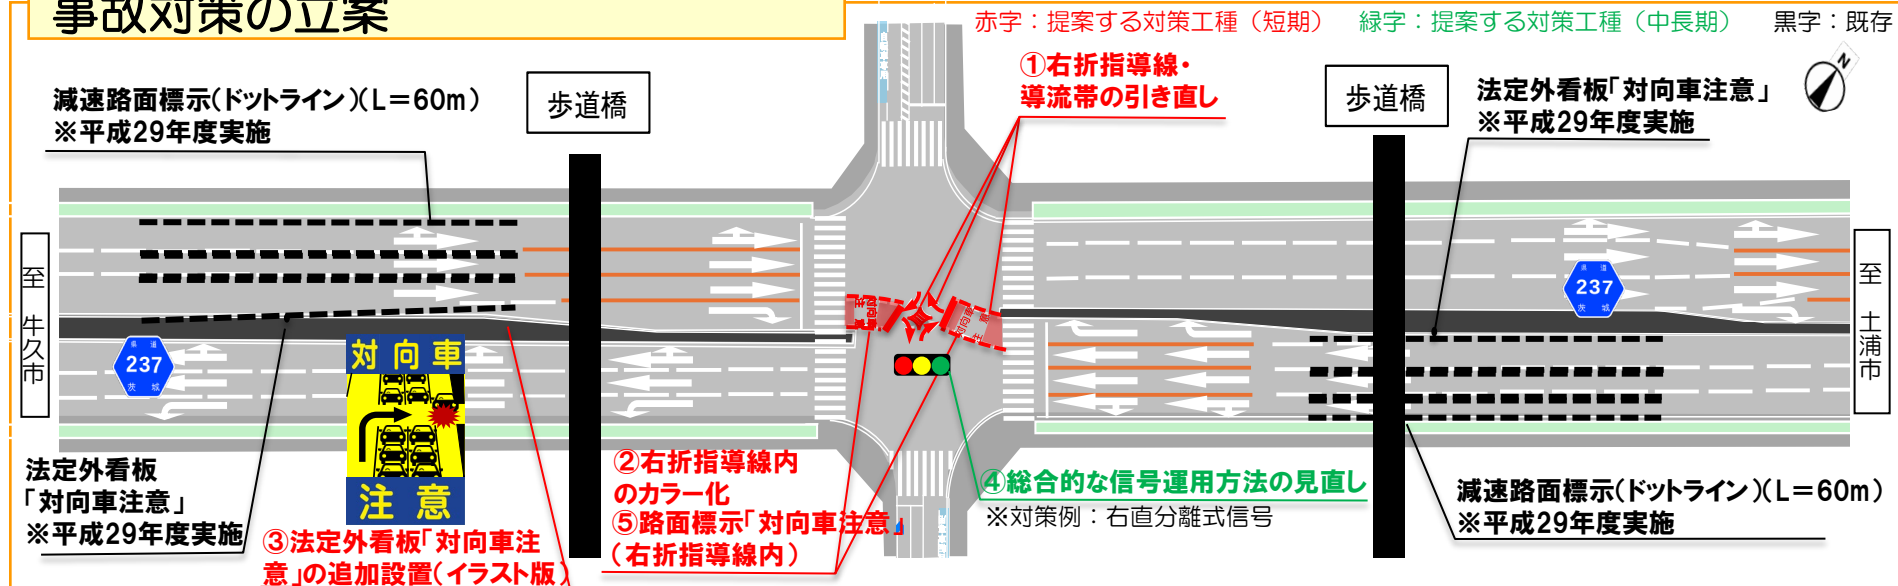 事故対策の立案
赤字：提案する対策工種（短期）　緑字：提案する対策工種（中長期）　黒字：既存
減速路面標示(ドットライン)(L＝60m)
※平成29年度実施
歩道橋
①右折指導線・
導流帯の引き直し
歩道橋
法定外看板「対向車注意」
※平成29年度実施
N
至 牛久市
至 土浦市
県道
237
茨城
県道
237
茨城
対向車
注意
法定外看板
「対向車注意」
※平成29年度実施
③法定外看板「対向車注
意」の追加設置(イラスト版)
②右折指導線内
のカラー化
⑤路面標示「対向車注意」
（右折指導線内）
④総合的な信号運用方法の見直し
※対策例：右直分離式信号
減速路面標示(ドットライン)(L＝60m)
※平成29年度実施